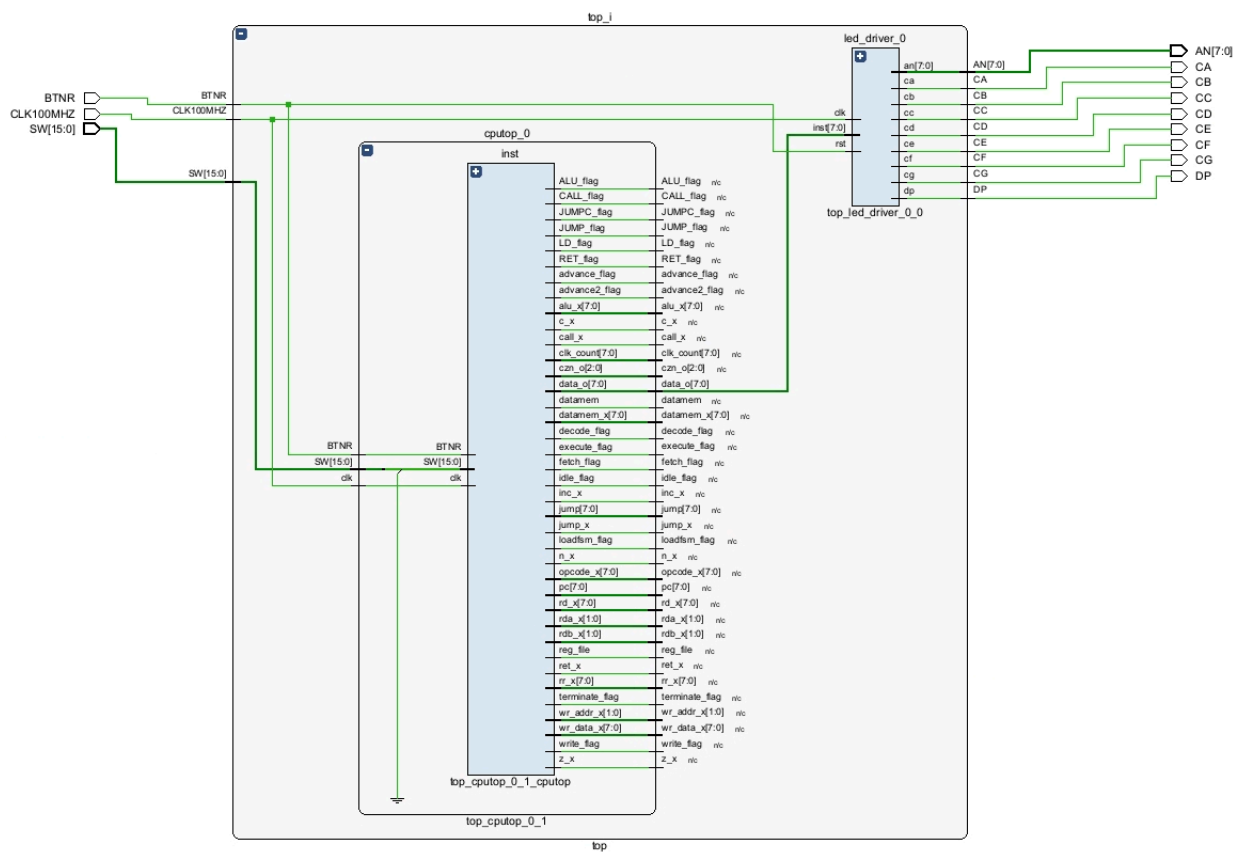 top_i
led_driver_0
BTNR
CLK100MHZ
SW[15:0]
BTNR
CLK100MHZ
SW[15:0]
clk
inst[7:0]
rst
an[7:0]
ca
cb
cc
cd
ce
cf
cg
dp
AN[7:0]
CA
CB
CC
CD
CE
CF
CG
DP
AN[7:0]
CA
CB
CC
CD
CE
CF
CG
DP
top_led_driver_0_0
cputop_0
inst
BTNR
SW[15:0]
clk
BTNR
SW[15:0]
clk
ALU_flag ALU_flag n/c
CALL_flag CALL_flag n/c
JUMPC_flag JUMPC_flag n/c
JUMP_flag JUMP_flag n/c
LD_flag LD_flag n/c
RET_flag RET_flag n/c
advance_flag advance_flag n/c
advance2_flag advance2_flag n/c
alu_x[7:0] alu_x[7:0] n/c
c_x c_x n/c
call_x call_x n/c
clk_count[7:0] clk_count[7:0] n/c
czn_o[2:0] czn_o[2:0] n/c
data_o[7:0] data_o[7:0]
datamem datamem n/c
datamem_x[7:0] datamem_x[7:0] n/c
decode_flag decode_flag n/c
execute_flag execute_flag n/c
fetch_flag fetch_flag n/c
idle_flag idle_flag n/c
inc_x inc_x n/c
jump[7:0] jump[7:0] n/c
jump_x jump_x n/c
loadfsm_flag loadfsm_flag n/c
n_x n_x n/c
opcode_x[7:0] opcode_x[7:0] n/c
pc[7:0] pc[7:0] n/c
rd_x[7:0] rd_x[7:0] n/c
rda_x[1:0] rda_x[1:0] n/c
rdb_x[1:0] rdb_x[1:0] n/c
reg_file reg_file n/c
ret_x ret_x n/c
rr_x[7:0] rr_x[7:0] n/c
terminate_flag terminate_flag n/c
wr_addr_x[1:0] wr_addr_x[1:0] n/c
wr_data_x[7:0] wr_data_x[7:0] n/c
write_flag write_flag n/c
z_x z_x n/c
top_cputop_0_1_cputop
top_cputop_0_1
top